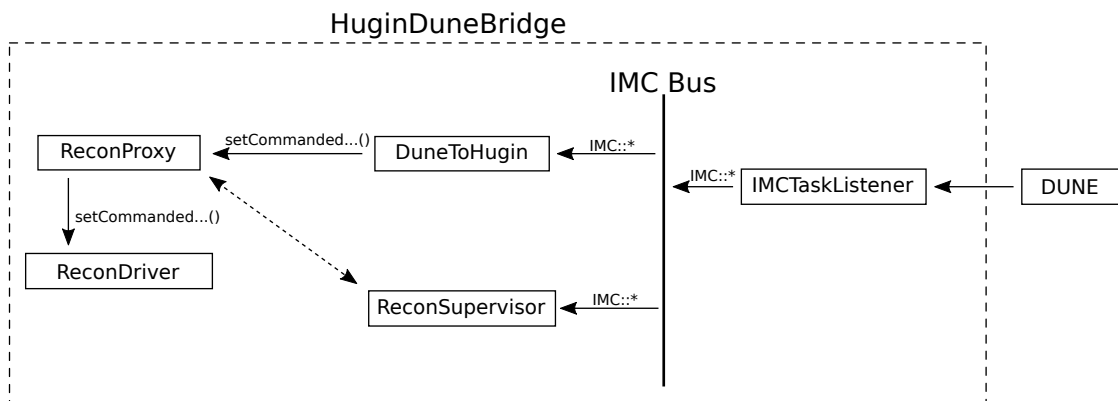 HuginDuneBridge
IMC Bus
setCommanded...()
IMC::*
ReconProxy
DuneToHugin
IMC::*
IMCTaskListener
DUNE
setCommanded...()
ReconDriver
IMC::*
ReconSupervisor